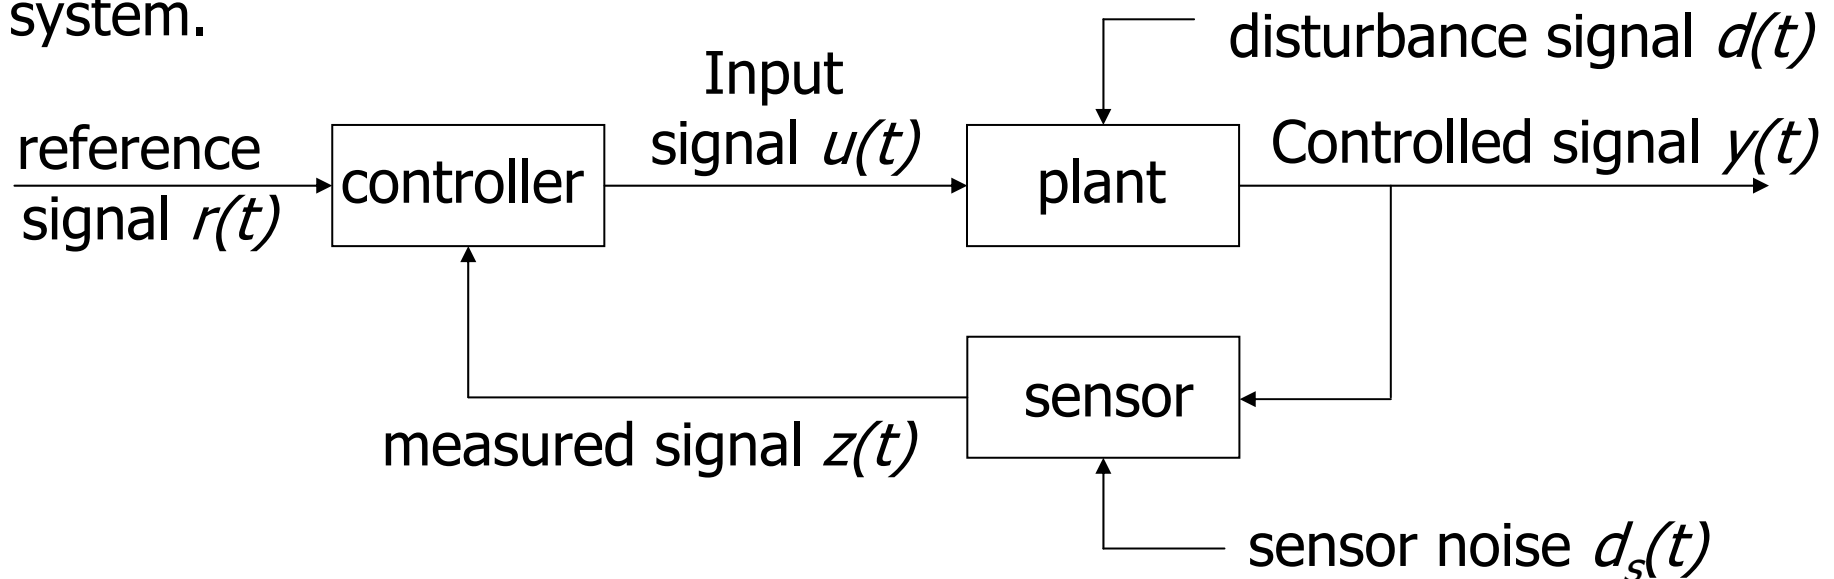 system.
disturbance signal d(t)
Input
signal u(t)
reference
signal r(t)
controller
plant
Controlled signal y(t)
sensor
measured signal z(t)
sensor noise dₛ(t)